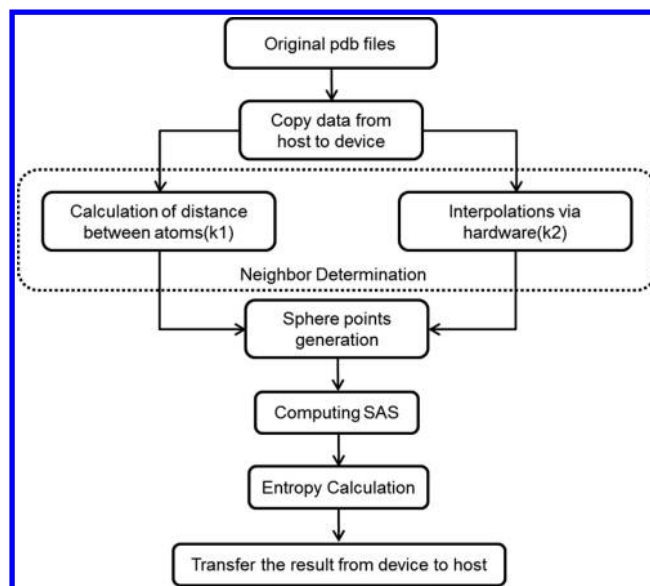 Original pdb files
Copy data from
host to device
Calculation of distance
between atoms(k1)
Interpolations via
hardware(k2)
Neighbor Determination
Sphere points
generation
Computing SAS
Entropy Calculation
Transfer the result from device to host